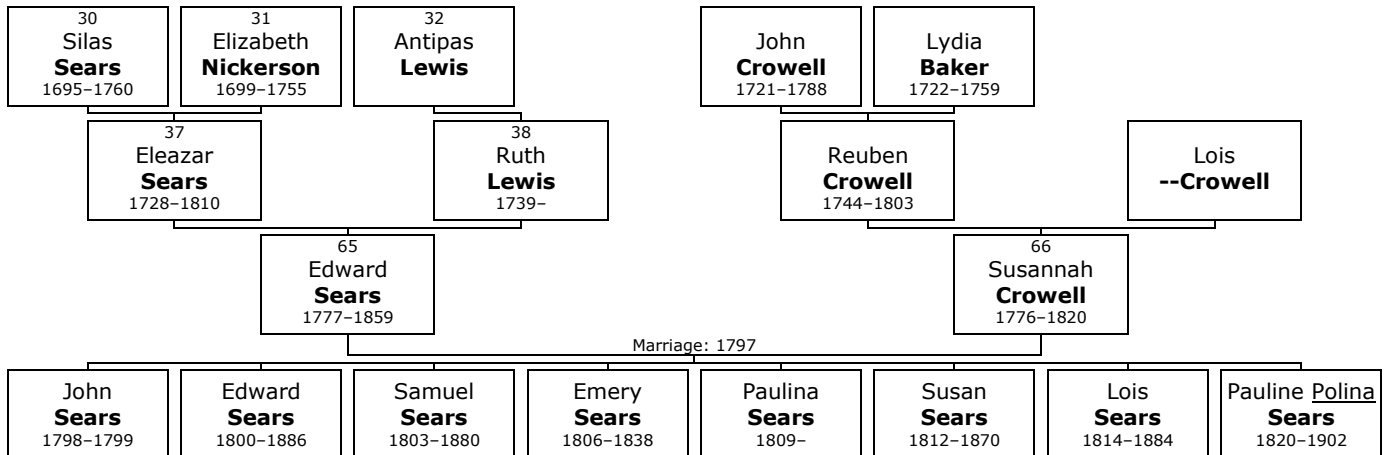 30
Silas
Sears
1695–1760
31
Elizabeth
Nickerson
1699–1755
32
Antipas
Lewis
John
Crowell
1721–1788
Lydia
Baker
1722–1759
37
Eleazar
Sears
1728–1810
38
Ruth
Lewis
1739–
Reuben
Crowell
1744–1803
Lois
--Crowell
65
Edward
Sears
1777–1859
66
Susannah
Crowell
1776–1820
Marriage: 1797
John
Sears
1798–1799
Edward
Sears
1800–1886
Samuel
Sears
1803–1880
Emery
Sears
1806–1838
Paulina
Sears
1809–
Susan
Sears
1812–1870
Lois
Sears
1814–1884
Pauline Polina
Sears
1820–1902